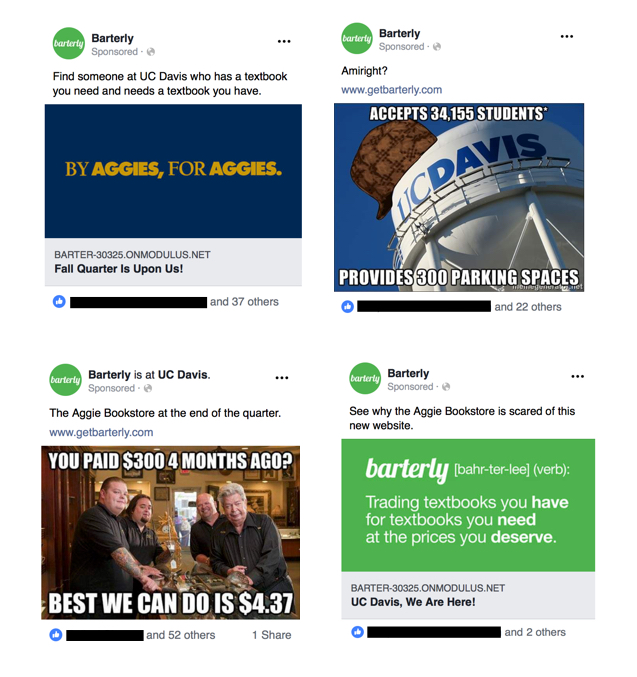 barterly
Barterly
Sponsored ·
Find someone at UC Davis who has a textbook
you need and needs a textbook you have.
BY AGGIES, FOR AGGIES.
BARTER-30325.ONMODULUS.NET
Fall Quarter Is Upon Us!
and 37 others
barterly
Barterly
Sponsored ·
Amiright?
www.getbarterly.com
ACCEPTS 34,155 STUDENTS*
UCDAVIS
PROVIDES 300 PARKING SPACES
memegenerator.net
and 22 others
barterly
Barterly is at UC Davis.
Sponsored ·
The Aggie Bookstore at the end of the quarter.
www.getbarterly.com
YOU PAID $300 4 MONTHS AGO?
BEST WE CAN DO IS $4.37
and 52 others
1 Share
barterly
Barterly
Sponsored ·
See why the Aggie Bookstore is scared of this
new website.
barterly [bahr-ter-lee] (verb):
Trading textbooks you have
for textbooks you need
at the prices you deserve.
BARTER-30325.ONMODULUS.NET
UC Davis, We Are Here!
and 2 others